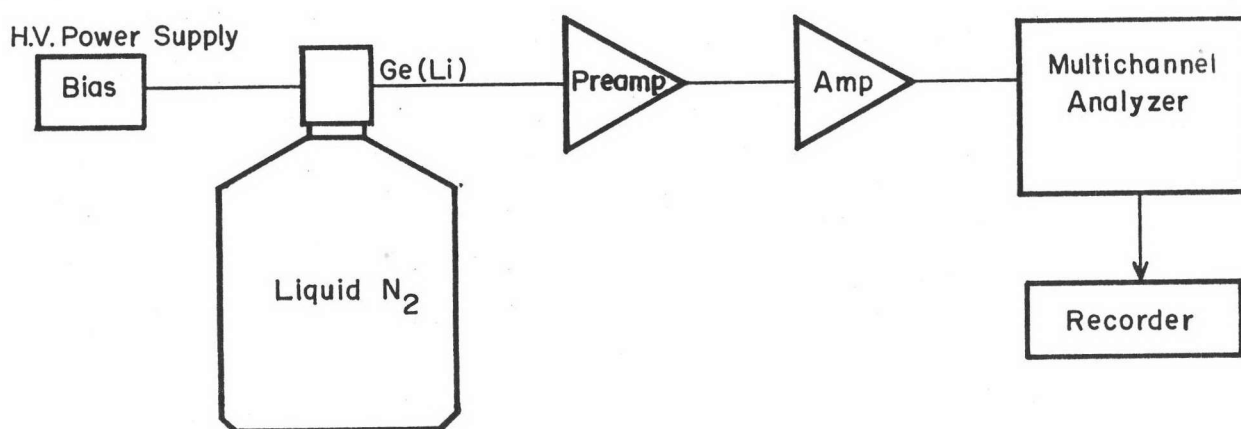 H.V. Power Supply
Bias
Ge(Li)
Preamp
Amp
Multichannel
Analyzer
Liquid N2
Recorder